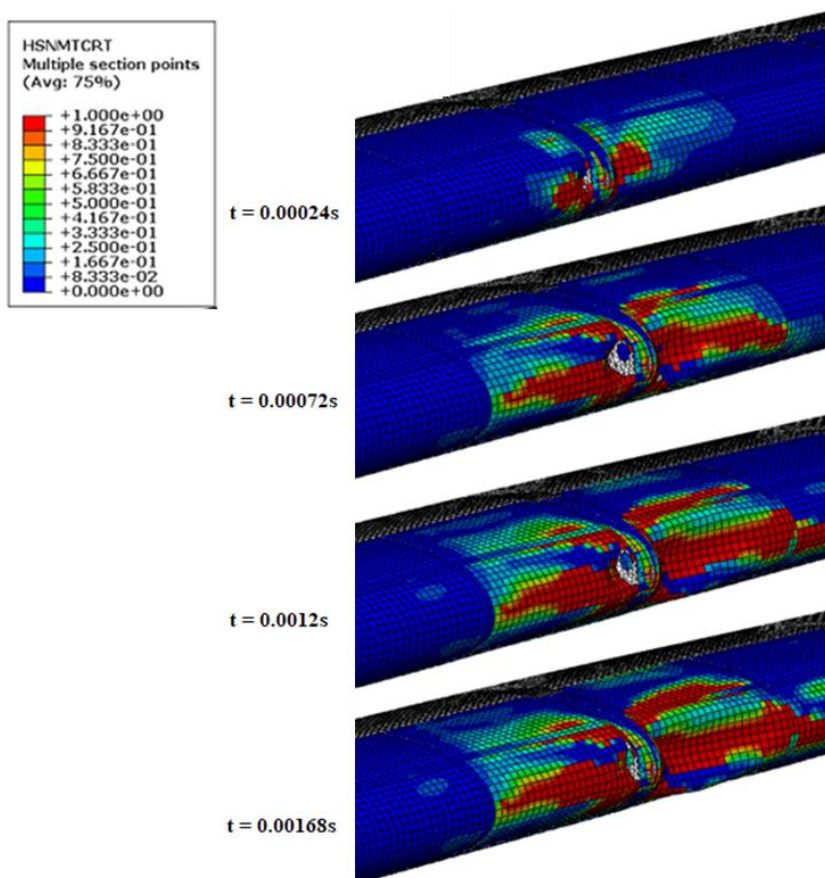 HSNMTCRT
Multiple section points
(Avg: 75%)
+1.000e+00
+9.167e-01
+8.333e-01
+7.500e-01
+6.667e-01
+5.833e-01
+5.000e-01
+4.167e-01
+3.333e-01
+2.500e-01
+1.667e-01
+8.333e-02
+0.000e+00
t = 0.00024s
t = 0.00072s
t = 0.0012s
t = 0.00168s